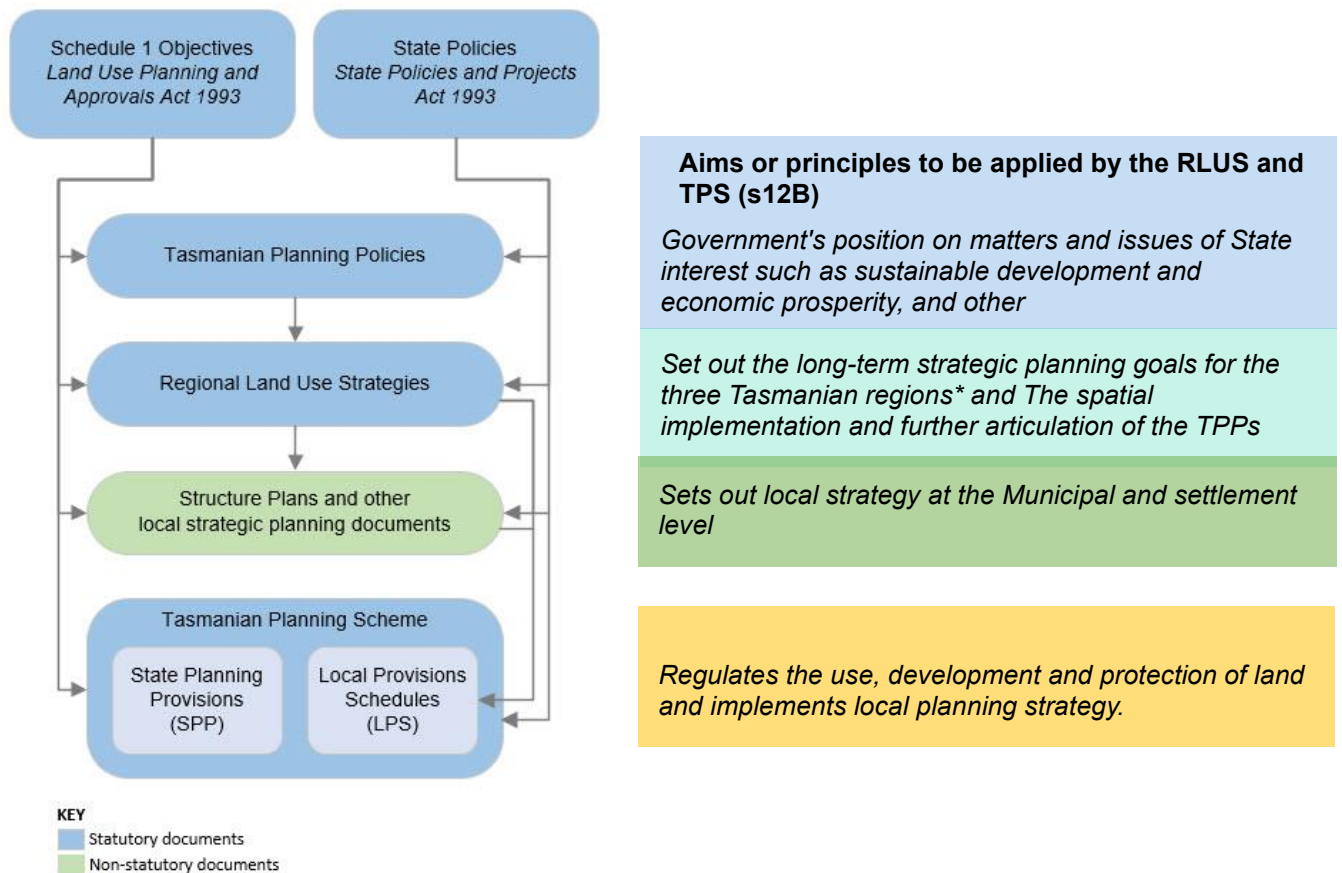 Schedule 1 Objectives
Land Use Planning and
Approvals Act 1993
State Policies
State Policies and Projects
Act 1993
Tasmanian Planning Policies
Regional Land Use Strategies
Structure Plans and other
local strategic planning documents
Tasmanian Planning Scheme
State Planning
Provisions
(SPP)
Local Provisions
Schedules
(LPS)
KEY
Statutory documents
Non-statutory documents
Aims or principles to be applied by the RLUS and
TPS (s12B)
Government's position on matters and issues of State
interest such as sustainable development and
economic prosperity, and other
Set out the long-term strategic planning goals for the
three Tasmanian regions* and The spatial
implementation and further articulation of the TPPs
Sets out local strategy at the Municipal and settlement
level
Regulates the use, development and protection of land
and implements local planning strategy.